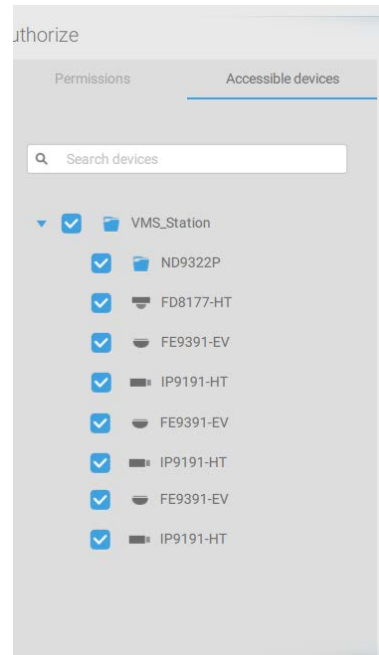 uthorize
Permissions Accessible devices
Search devices
VMS_Station
ND9322P
FD8177-HT
FE9391-EV
IP9191-HT
FE9391-EV
IP9191-HT
FE9391-EV
IP9191-HT